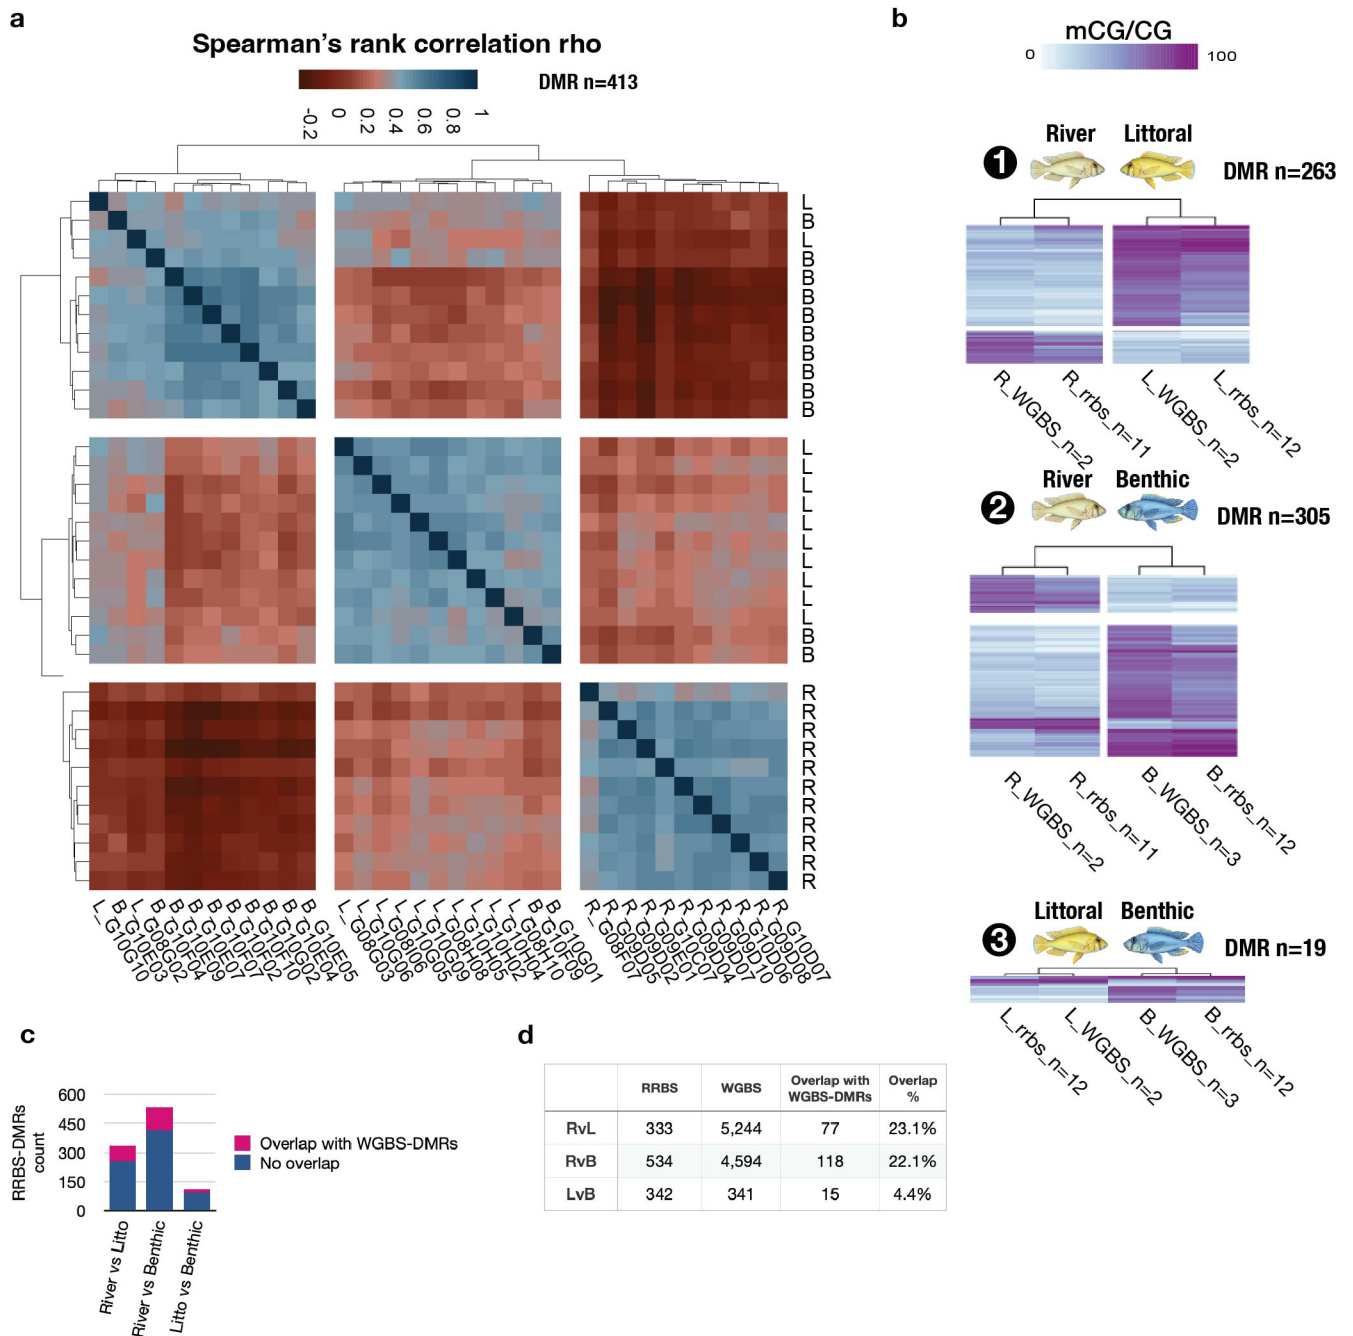 a
Spearman's rank correlation rho
DMR n=413
-0.2
0
0.2
0.4
0.6
0.8
1
L
B
L
B
B
B
B
B
B
B
B
B
L
L
L
L
L
L
L
L
L
L
B
B
R
R
R
R
R
R
R
R
R
R
R
L_G10G10
B_G10E03
L_G08G02
B_G10F04
B_G10E09
B_G10E07
B_G10F02
B_G10F10
B_G10G02
B_G10E04
B_G10E05
L_G08G03
L_G10G06
L_G10G05
L_G08H08
L_G10H05
L_G10H02
L_G10H04
L_G08H10
B_G10F09
B_G10G01
R_G08F07
R_G09D05
R_G09D02
R_G09E01
R_G10C07
R_G09D04
R_G09D07
R_G09D10
R_G10D06
R_G09D08
R_G10D07
b
mCG/CG
0
100
1
River Littoral
DMR n=263
R_WGBS_n=2
R_rrbs_n=11
L_WGBS_n=2
L_rrbs_n=12
2
River Benthic
DMR n=305
R_WGBS_n=2
R_rrbs_n=11
B_WGBS_n=3
B_rrbs_n=12
3
Littoral Benthic
DMR n=19
L_rrbs_n=12
L_WGBS_n=2
B_WGBS_n=3
B_rrbs_n=12
c
RRBS-DMRs
count
600
450
300
150
0
River vs Litto
River vs Benthic
Litto vs Benthic
Overlap with WGBS-DMRs
No overlap
d
RRBS WGBS Overlap with WGBS-DMRs Overlap %
RvL 333 5,244 77 23.1%
RvB 534 4,594 118 22.1%
LvB 342 341 15 4.4%